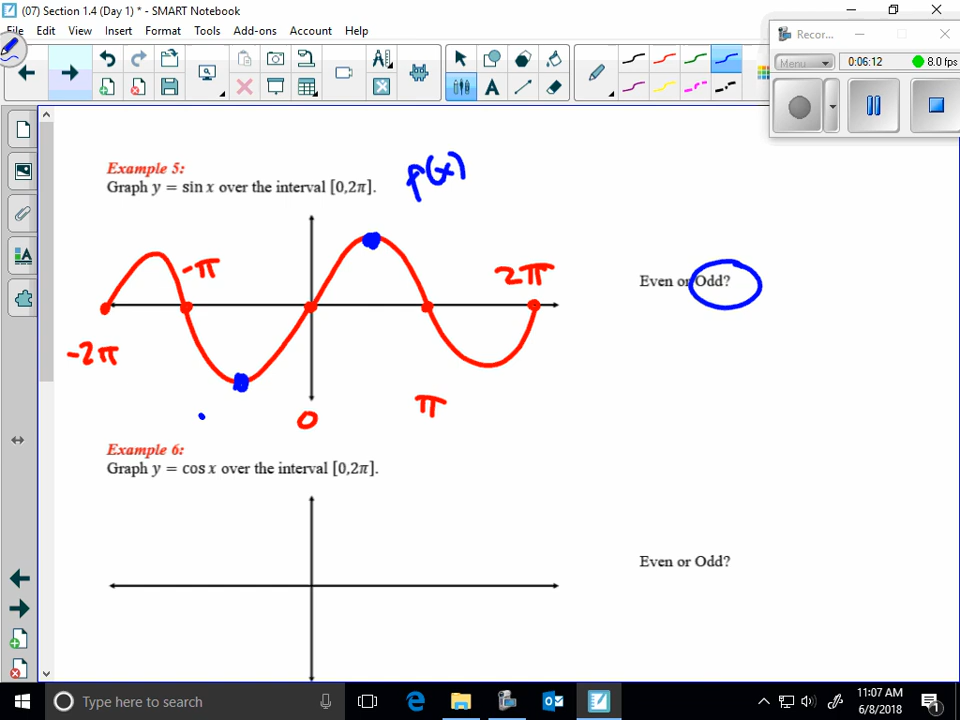 (07) Section 1.4 (Day 1) * - SMART Notebook
File Edit View Insert Format Tools Add-ons Account Help
Recor...
Menu
00:06:12
8.0 fps
Example 5:
Graph y = sin x over the interval [0,2π].
f(x)
-π
2π
Even or Odd?
-2π
0
π
Example 6:
Graph y = cos x over the interval [0,2π].
Even or Odd?
Type here to search
11:07 AM
6/8/2018
1